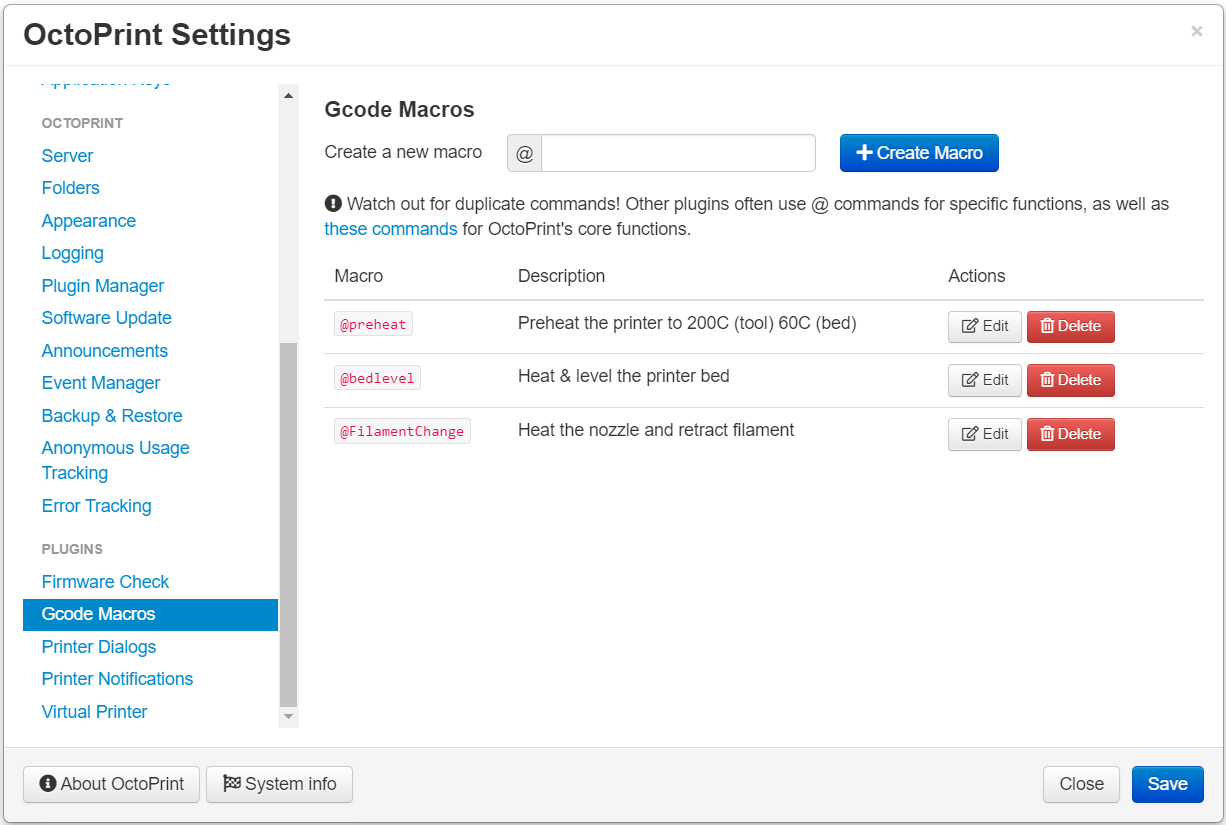 OctoPrint Settings
×
Application Keys
OCTOPRINT
Server
Folders
Appearance
Logging
Plugin Manager
Software Update
Announcements
Event Manager
Backup & Restore
Anonymous Usage
Tracking
Error Tracking
PLUGINS
Firmware Check
Gcode Macros
Printer Dialogs
Printer Notifications
Virtual Printer
Gcode Macros
Create a new macro @ Create Macro
Watch out for duplicate commands! Other plugins often use @ commands for specific functions, as well as
these commands for OctoPrint's core functions.
Macro Description Actions
@preheat Preheat the printer to 200C (tool) 60C (bed) Edit Delete
@bedlevel Heat & level the printer bed Edit Delete
@FilamentChange Heat the nozzle and retract filament Edit Delete
About OctoPrint System info Close Save